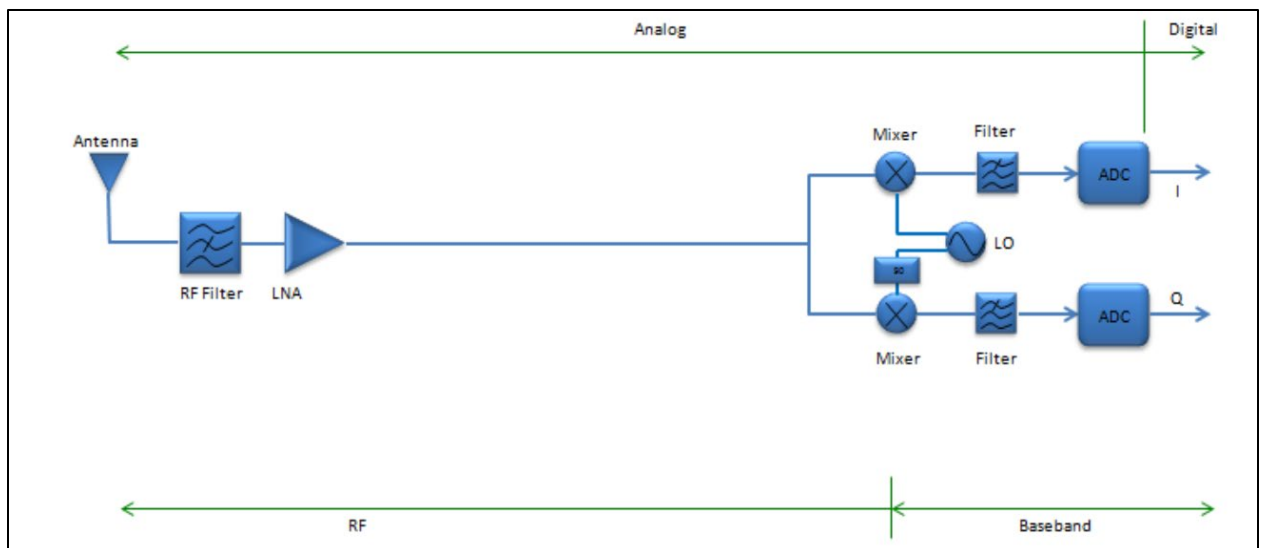 Analog
Digital
Antenna
Mixer
Filter
ADC
I
LO
90
RF Filter
LNA
Q
ADC
Mixer
Filter
RF
Baseband